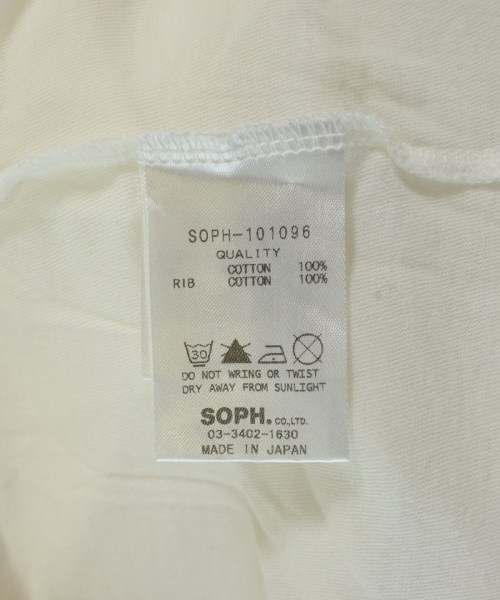 SOPH-101096
QUALITY
COTTON 100%
RIB COTTON 100%
30
DO NOT WRING OR TWIST
DRY AWAY FROM SUNLIGHT
SOPH. CO.,LTD.
03-3402-1630
MADE IN JAPAN